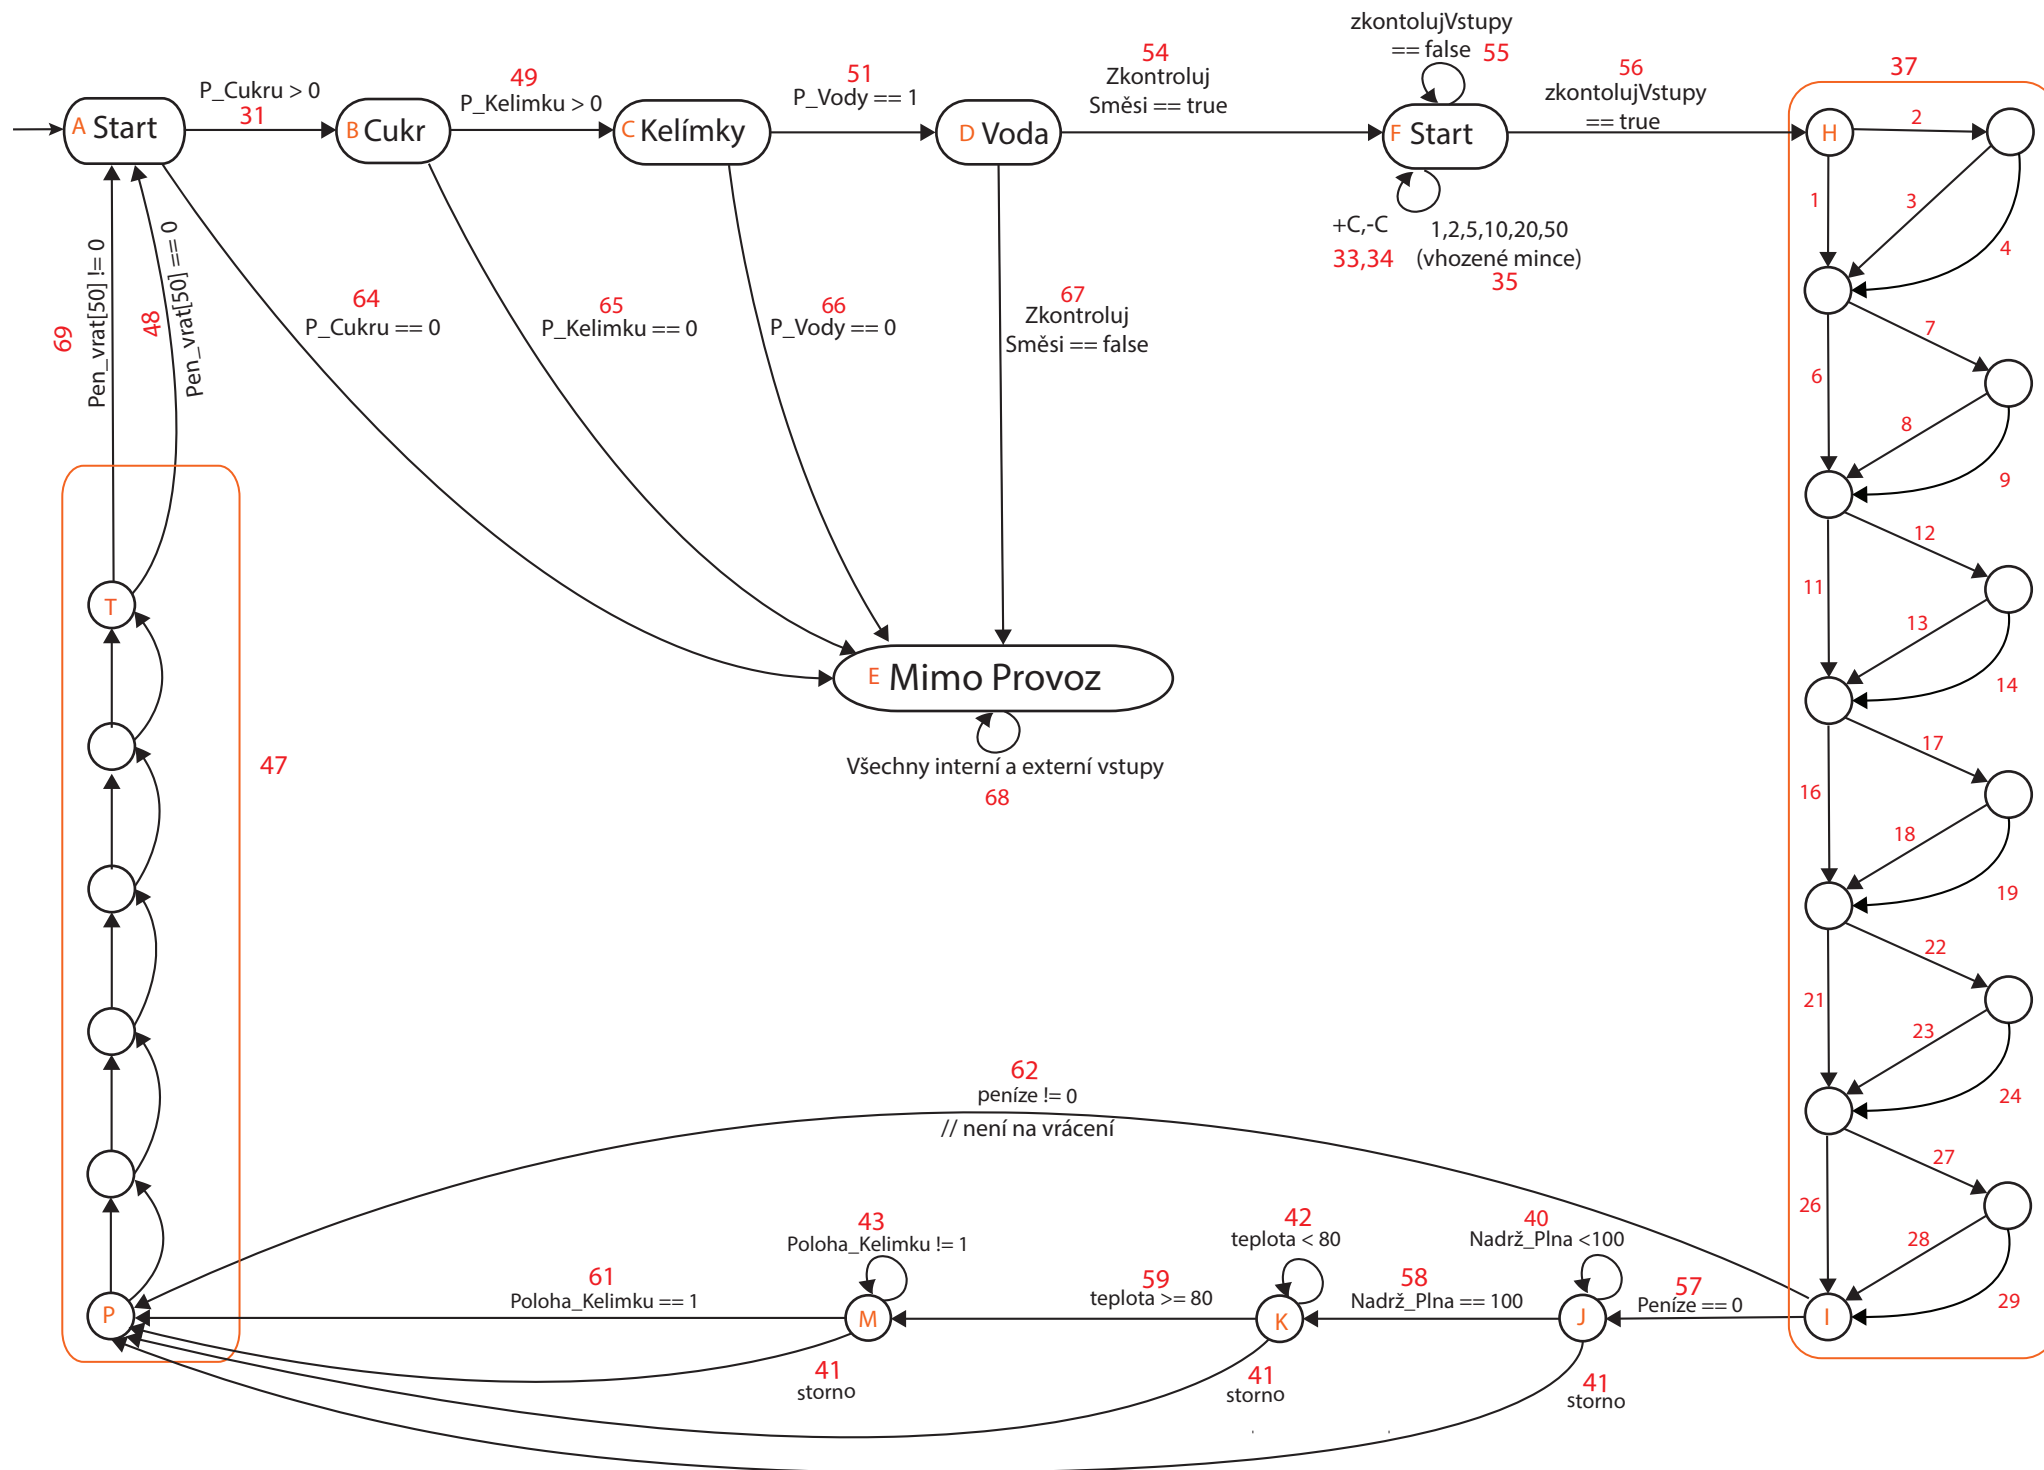 A Start
P_Cukru > 0
31
B Cukr
49
P_Kelimku > 0
C Kelímky
51
P_Vody == 1
D Voda
54
Zkontroluj
Směsi == true
zkontolujVstupy
== false 55
F Start
+C,-C
33,34
1,2,5,10,20,50
(vhozené mince)
35
56
zkontolujVstupy
== true
37
H
2
1
3
4
7
6
8
9
12
11
13
14
17
16
18
19
22
21
23
24
27
26
28
29
I
69
Pen_vrat[50] != 0
48
Pen_vrat[50] == 0
64
P_Cukru == 0
65
P_Kelimku == 0
66
P_Vody == 0
67
Zkontroluj
Směsi == false
E Mimo Provoz
Všechny interní a externí vstupy
68
T
47
62
peníze != 0
// není na vrácení
P
61
Poloha_Kelimku == 1
43
Poloha_Kelimku != 1
M
41
storno
59
teplota >= 80
42
teplota < 80
K
41
storno
58
Nadrž_Plna == 100
40
Nadrž_Plna <100
J
41
storno
57
Peníze == 0